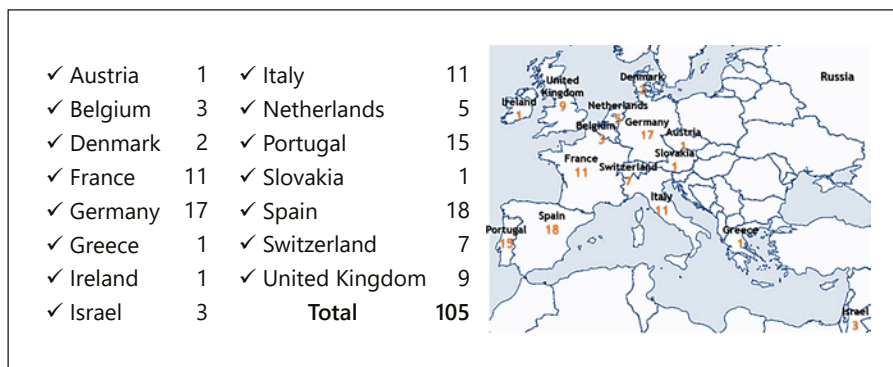 ✓ Austria 1
✓ Belgium 3
✓ Denmark 2
✓ France 11
✓ Germany 17
✓ Greece 1
✓ Ireland 1
✓ Israel 3
✓ Italy 11
✓ Netherlands 5
✓ Portugal 15
✓ Slovakia 1
✓ Spain 18
✓ Switzerland 7
✓ United Kingdom 9
Total 105
Denmark
2
Russia
United
Kingdom
9
Ireland
1
Netherlands
5
Belgium
3
Germany
17
Austria
1
Slovakia
1
France
11
Switzerland
7
Italy
11
Portugal
15
Spain
18
Greece
1
Israel
3